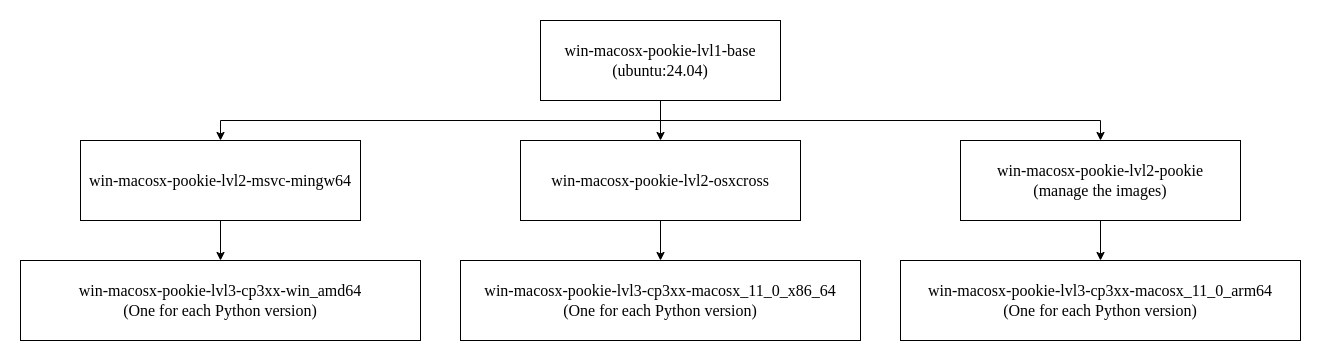 win-macosx-pookie-lvl1-base
(ubuntu:24.04)
win-macosx-pookie-lvl2-msvc-mingw64
win-macosx-pookie-lvl2-osxcross
win-macosx-pookie-lvl2-pookie
(manage the images)
win-macosx-pookie-lvl3-cp3xx-win_amd64
(One for each Python version)
win-macosx-pookie-lvl3-cp3xx-macosx_11_0_x86_64
(One for each Python version)
win-macosx-pookie-lvl3-cp3xx-macosx_11_0_arm64
(One for each Python version)